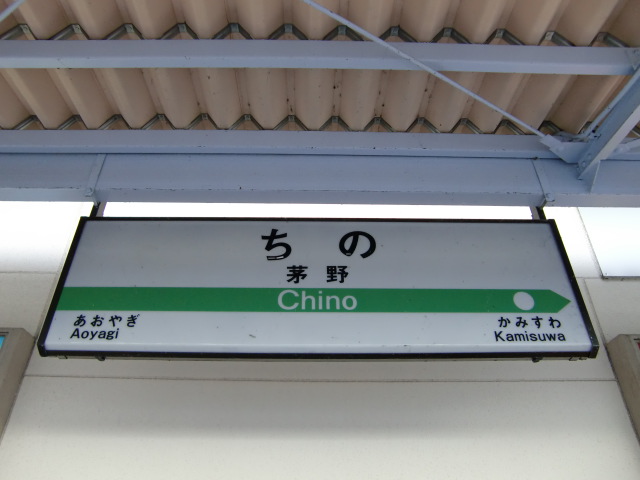 ちの
茅野
Chino
あおやぎ
Aoyagi
かみすわ
Kamisuwa